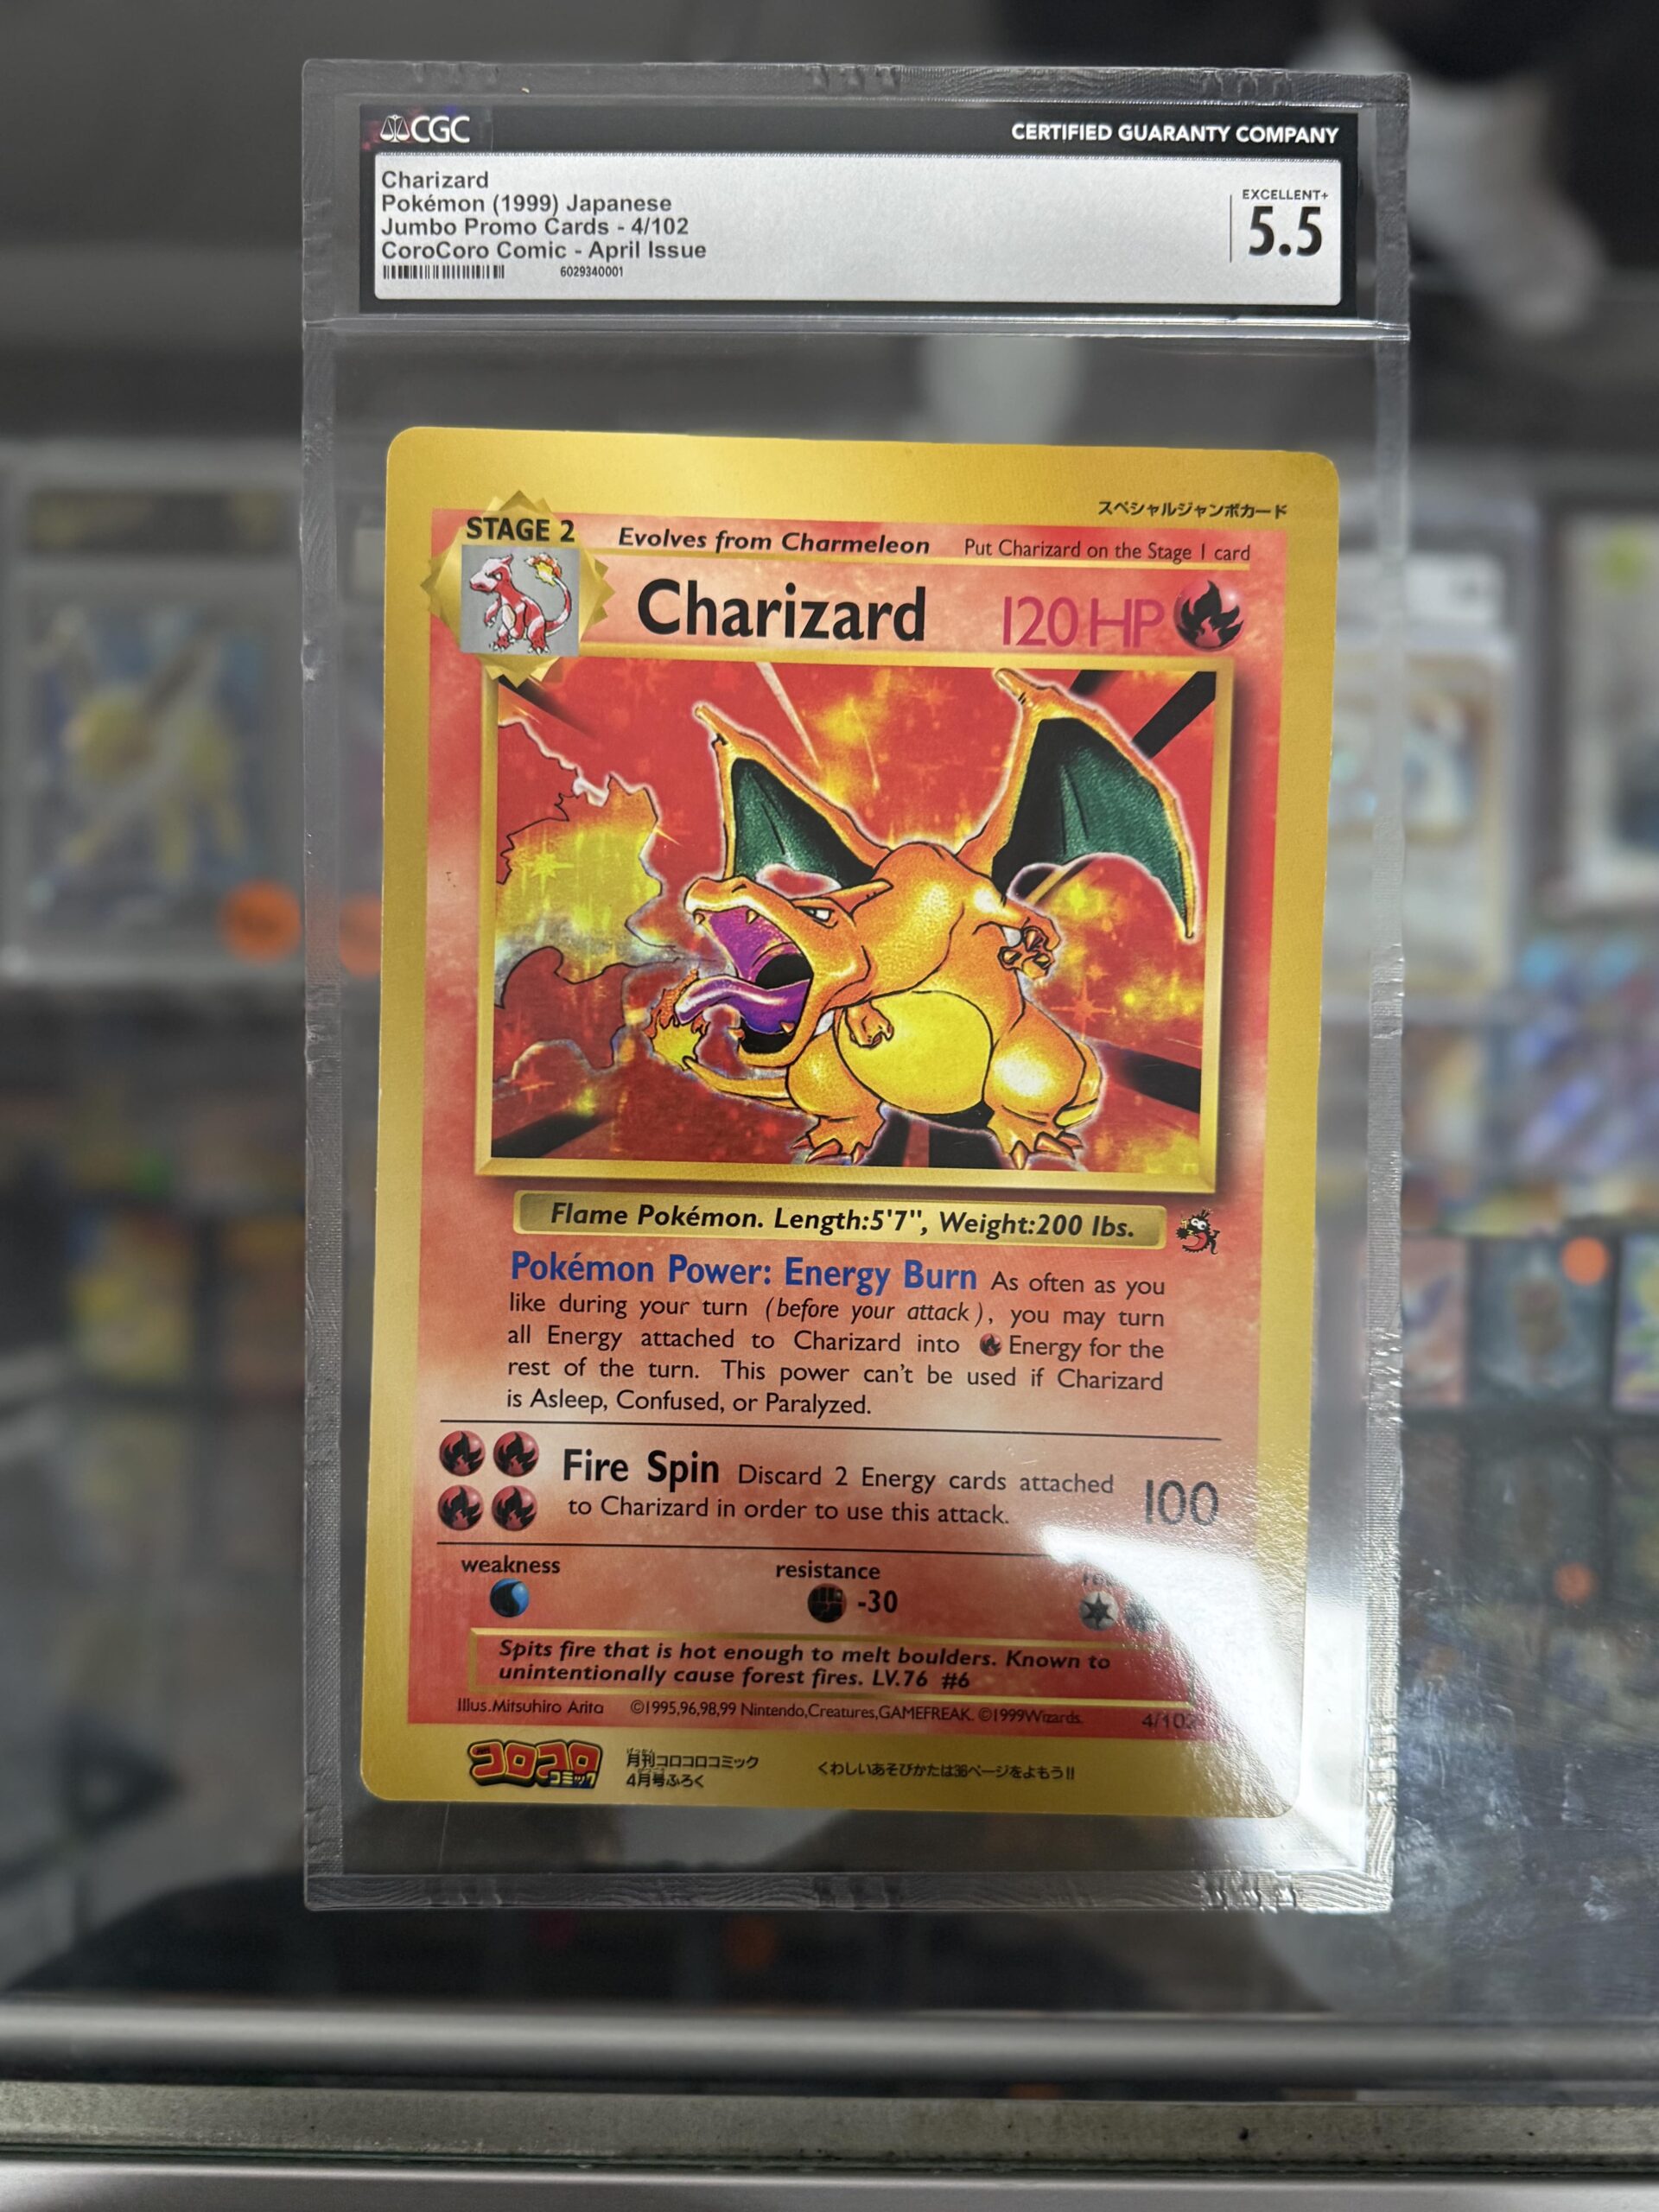 CGC
CERTIFIED GUARANTY COMPANY
Charizard
Pokémon (1999) Japanese
Jumbo Promo Cards - 4/102
CoroCoro Comic - April Issue
6029340001
EXCELLENT+
5.5
スペシャルジャンボカード
STAGE 2
Evolves from Charmeleon
Put Charizard on the Stage 1 card
Charizard
120 HP
Flame Pokémon. Length:5'7", Weight:200 lbs.
Pokémon Power: Energy Burn As often as you
like during your turn (before your attack), you may turn
all Energy attached to Charizard into Energy for the
rest of the turn. This power can't be used if Charizard
is Asleep, Confused, or Paralyzed.
Fire Spin Discard 2 Energy cards attached
to Charizard in order to use this attack.
100
weakness
resistance
-30
Spits fire that is hot enough to melt boulders. Known to
unintentionally cause forest fires. LV.76 #6
Illus.Mitsuhiro Arita
©1995,96,98,99 Nintendo,Creatures,GAMEFREAK. ©1999Wizards.
4/102
コロコロ
コミック
げっかん
月刊コロコロコミック
4月号ふろく
くわしいあそびかたは36ページをよもう!!